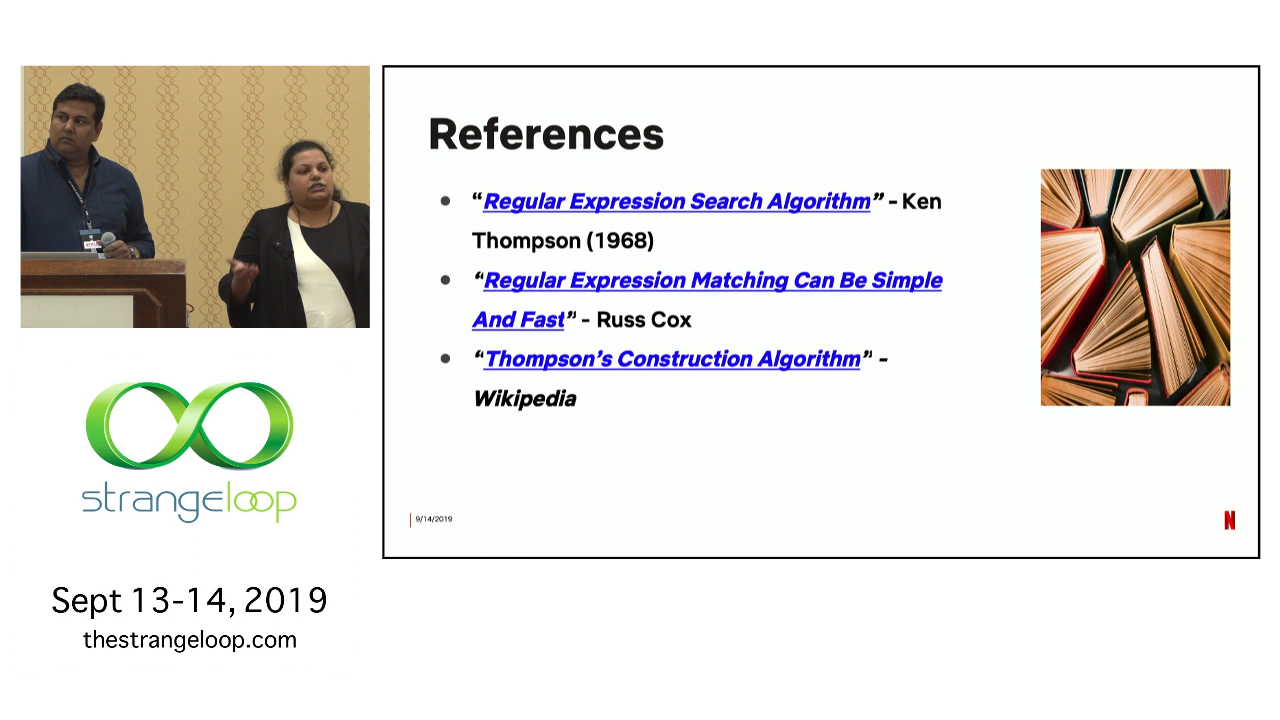 References
“Regular Expression Search Algorithm” - Ken
Thompson (1968)
“Regular Expression Matching Can Be Simple
And Fast” - Russ Cox
“Thompson’s Construction Algorithm” -
Wikipedia
9/14/2019
N
strangeloop
Sept 13-14, 2019
thestrangeloop.com